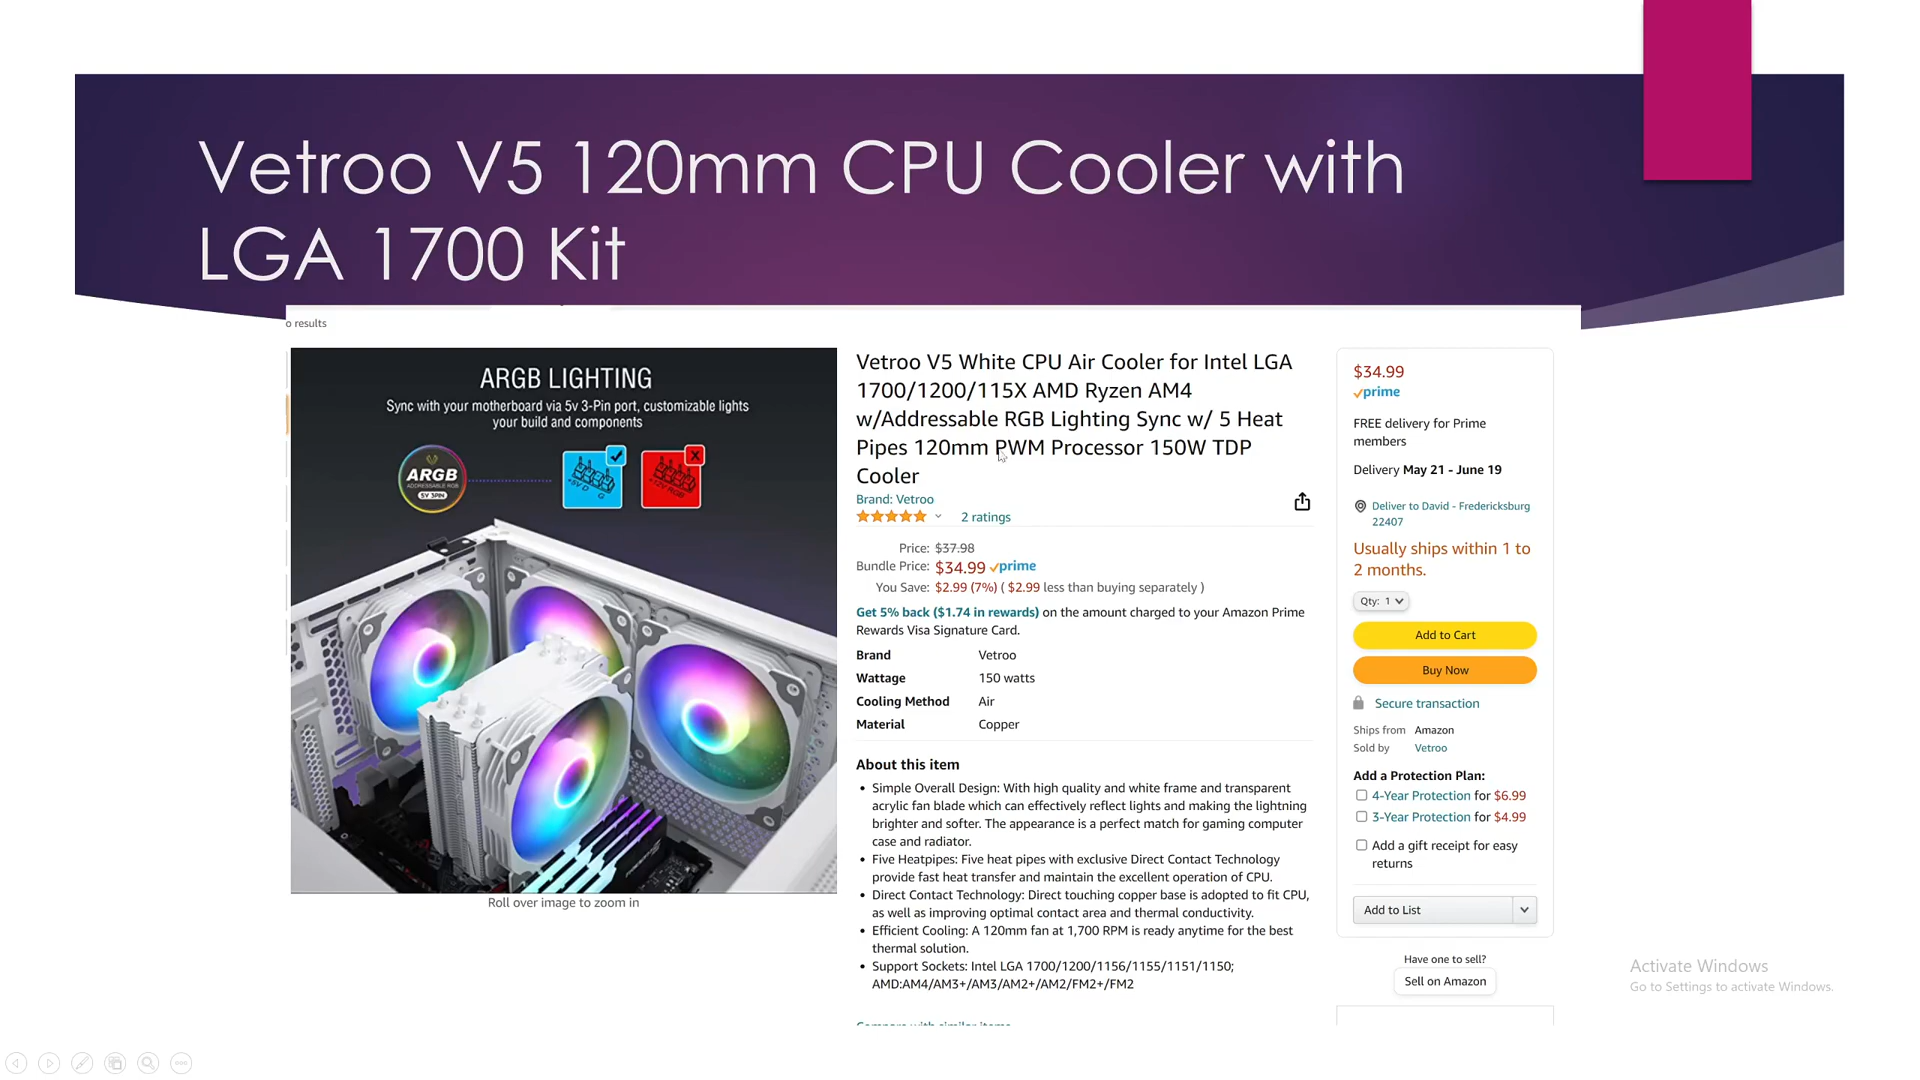 Vetroo V5 120mm CPU Cooler with
LGA 1700 Kit
o results
ARGB LIGHTING
Sync with your motherboard via 5v 3-Pin port, customizable lights
your build and components
ARGB
ADDRESSABLE RGB
5V 3PIN
+5V D G
+12V RGB
Roll over image to zoom in
Vetroo V5 White CPU Air Cooler for Intel LGA
1700/1200/115X AMD Ryzen AM4
w/Addressable RGB Lighting Sync w/ 5 Heat
Pipes 120mm PWM Processor 150W TDP
Cooler
Brand: Vetroo
2 ratings
Price: $37.98
Bundle Price: $34.99 prime
You Save: $2.99 (7%) ( $2.99 less than buying separately )
Get 5% back ($1.74 in rewards) on the amount charged to your Amazon Prime
Rewards Visa Signature Card.
Brand Vetroo
Wattage 150 watts
Cooling Method Air
Material Copper
About this item
• Simple Overall Design: With high quality and white frame and transparent
acrylic fan blade which can effectively reflect lights and making the lightning
brighter and softer. The appearance is a perfect match for gaming computer
case and radiator.
• Five Heatpipes: Five heat pipes with exclusive Direct Contact Technology
provide fast heat transfer and maintain the excellent operation of CPU.
• Direct Contact Technology: Direct touching copper base is adopted to fit CPU,
as well as improving optimal contact area and thermal conductivity.
• Efficient Cooling: A 120mm fan at 1,700 RPM is ready anytime for the best
thermal solution.
• Support Sockets: Intel LGA 1700/1200/1156/1155/1151/1150;
AMD:AM4/AM3+/AM3/AM2+/AM2/FM2+/FM2
Compare with similar items
$34.99
prime
FREE delivery for Prime
members
Delivery May 21 - June 19
Deliver to David - Fredericksburg
22407
Usually ships within 1 to
2 months.
Qty: 1
Add to Cart
Buy Now
Secure transaction
Ships from Amazon
Sold by Vetroo
Add a Protection Plan:
4-Year Protection for $6.99
3-Year Protection for $4.99
Add a gift receipt for easy
returns
Add to List
Have one to sell?
Sell on Amazon
Activate Windows
Go to Settings to activate Windows.